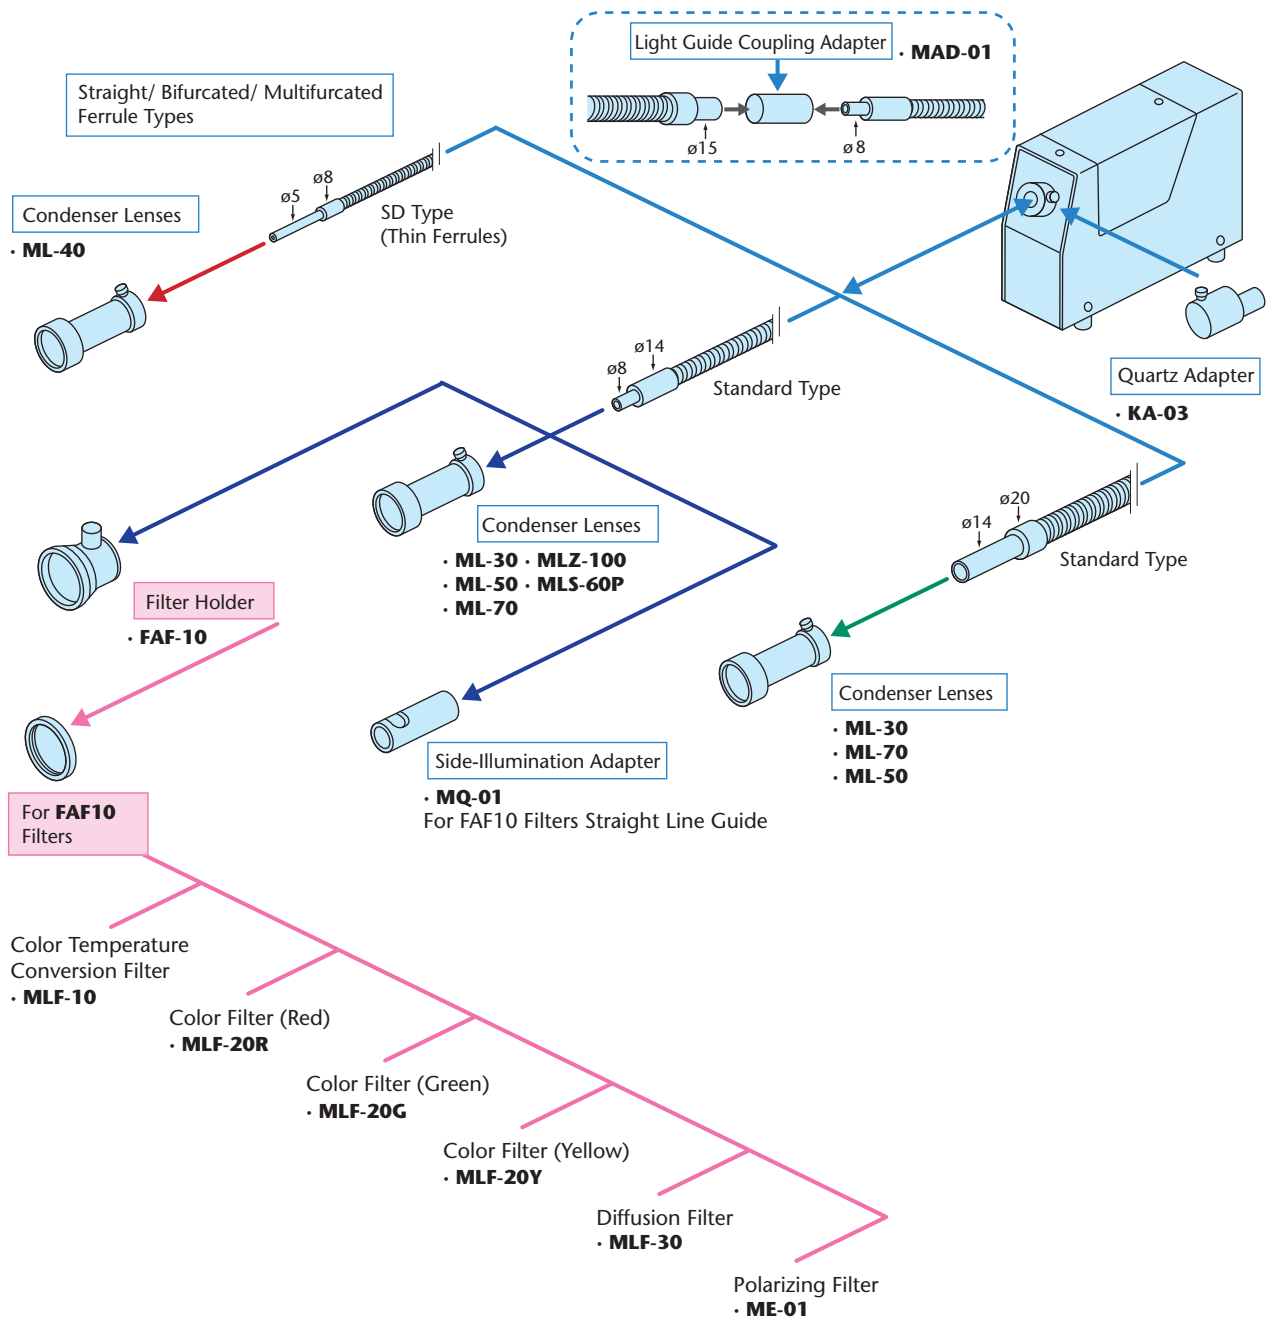 Light Guide Coupling Adapter
· MAD-01
ø15
ø8
Straight/ Bifurcated/ Multifurcated
Ferrule Types
ø5
ø8
SD Type
(Thin Ferrules)
Condenser Lenses
· ML-40
ø8
ø14
Standard Type
Quartz Adapter
· KA-03
Condenser Lenses
· ML-30 · MLZ-100
· ML-50 · MLS-60P
· ML-70
ø14
ø20
Standard Type
Filter Holder
· FAF-10
Condenser Lenses
· ML-30
· ML-70
· ML-50
Side-Illumination Adapter
· MQ-01
For FAF10 Filters Straight Line Guide
For FAF10
Filters
Color Temperature
Conversion Filter
· MLF-10
Color Filter (Red)
· MLF-20R
Color Filter (Green)
· MLF-20G
Color Filter (Yellow)
· MLF-20Y
Diffusion Filter
· MLF-30
Polarizing Filter
· ME-01